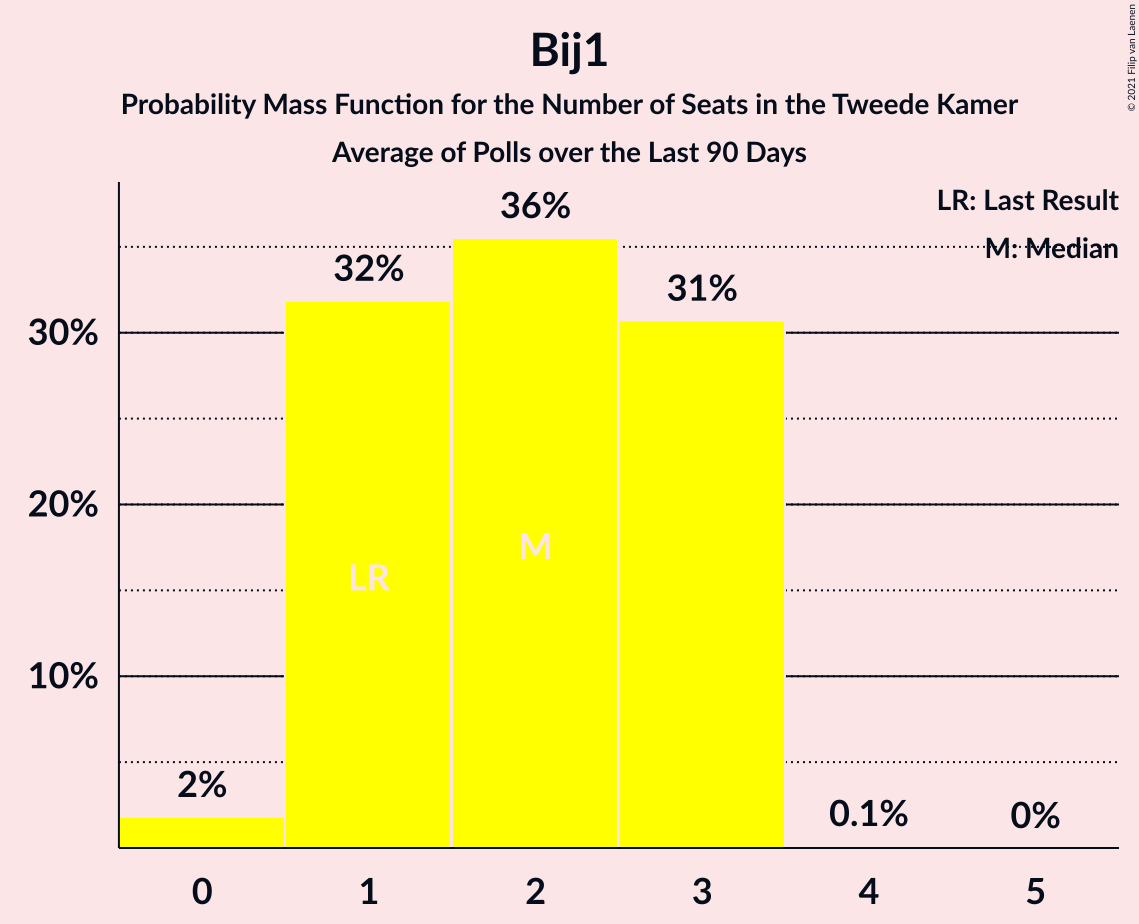 Bij1
Probability Mass Function for the Number of Seats in the Tweede Kamer
Average of Polls over the Last 90 Days
© 2021 Filip van Laenen
LR: Last Result
M: Median
36%
32%
31%
30%
20%
10%
M
LR
2%
0.1%
0%
0 1 2 3 4 5